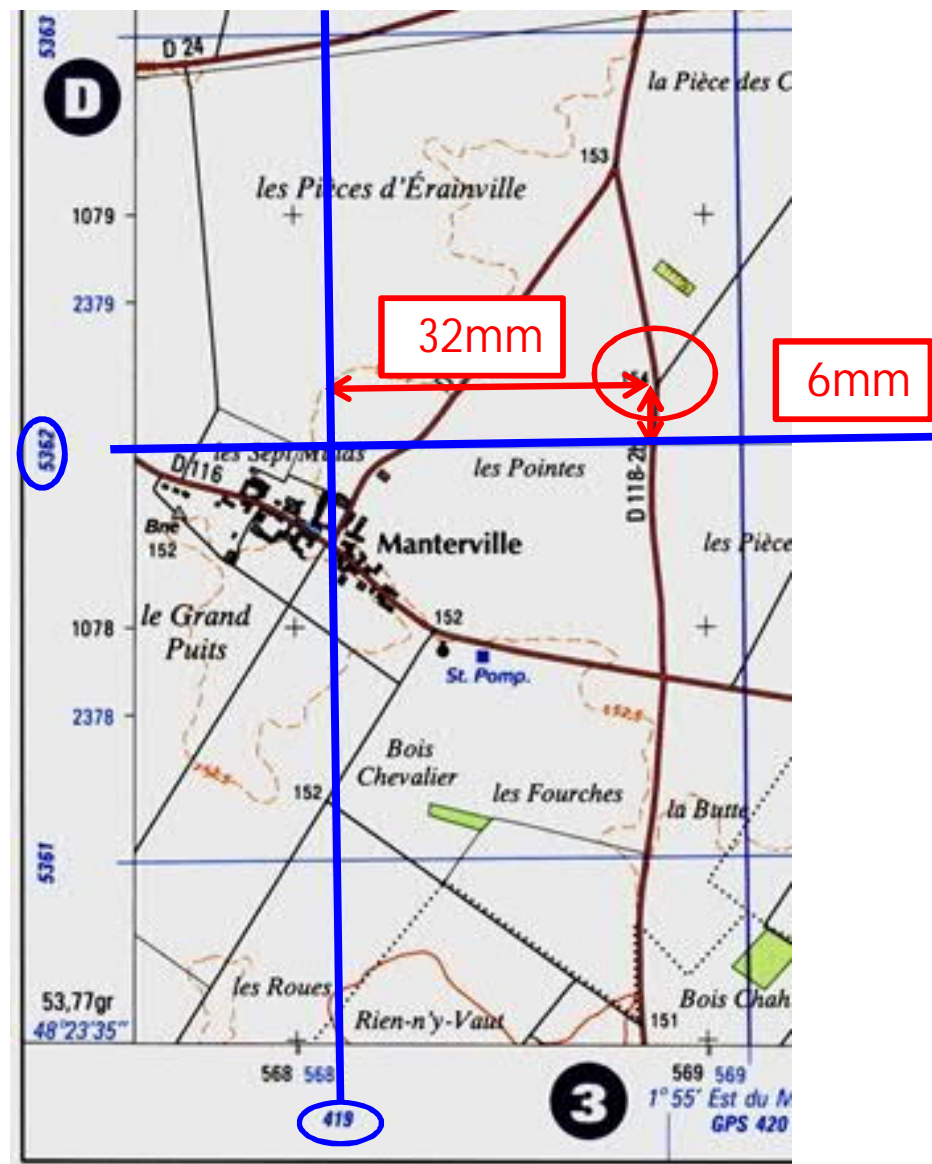 5363
D 24
D
la Pièce des C
153
les Pièces d'Érainville
1079
2379
32mm
6mm
5362
les Sept Muids
D 116
les Pointes
D 118-2
Bne
152
Manterville
les Pièce
le Grand
Puits
152
1078
St. Pomp.
2378
152,5
152,5
Bois
Chevalier
152
les Fourches
la Butte
5361
les Roues
53,77gr
48°23'35"
Rien-n'y-Vaut
151
Bois Chah
568 568
569 569
3
1°55' Est du M
419
GPS 420